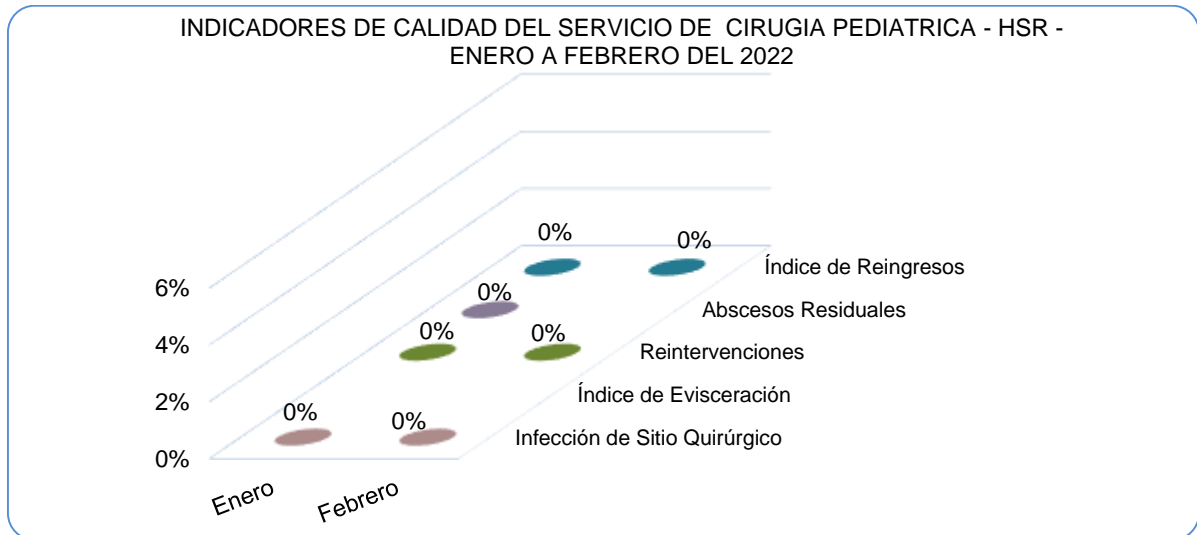 INDICADORES DE CALIDAD DEL SERVICIO DE CIRUGIA PEDIATRICA - HSR -
ENERO A FEBRERO DEL 2022
0%
0%
Índice de Reingresos
6%
0%
Abscesos Residuales
4%
0%
0%
Reintervenciones
2%
Índice de Evisceración
0%
0%
0%
Infección de Sitio Quirúrgico
Enero
Febrero